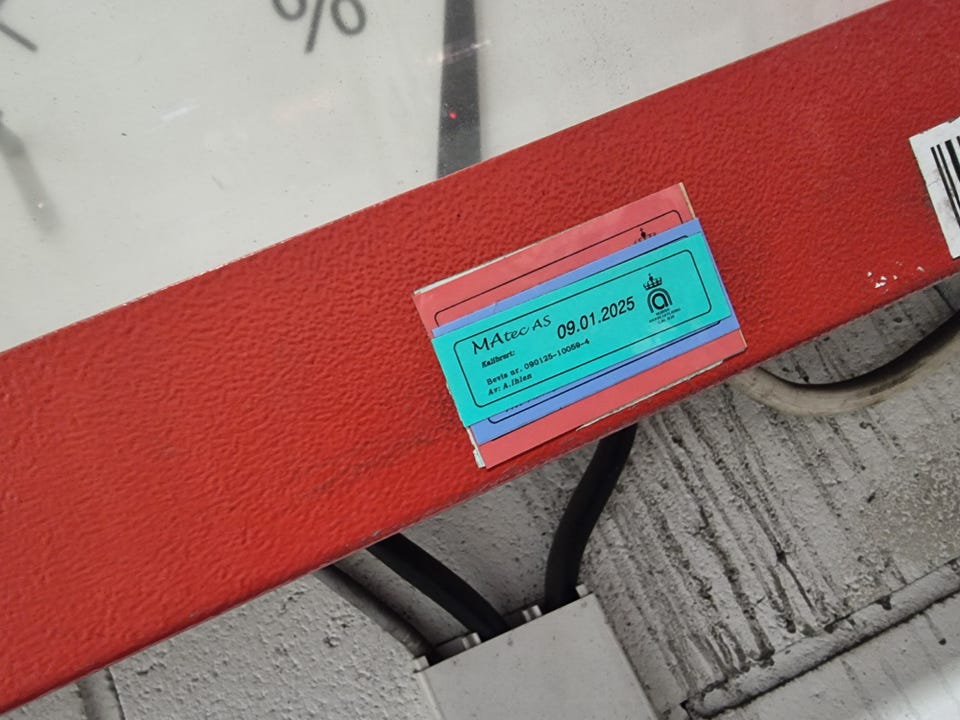 %
MAtec AS
Kalibrert:
09.01.2025
Bevis nr. 090125-10059-4
Av: A.Ihlen
a